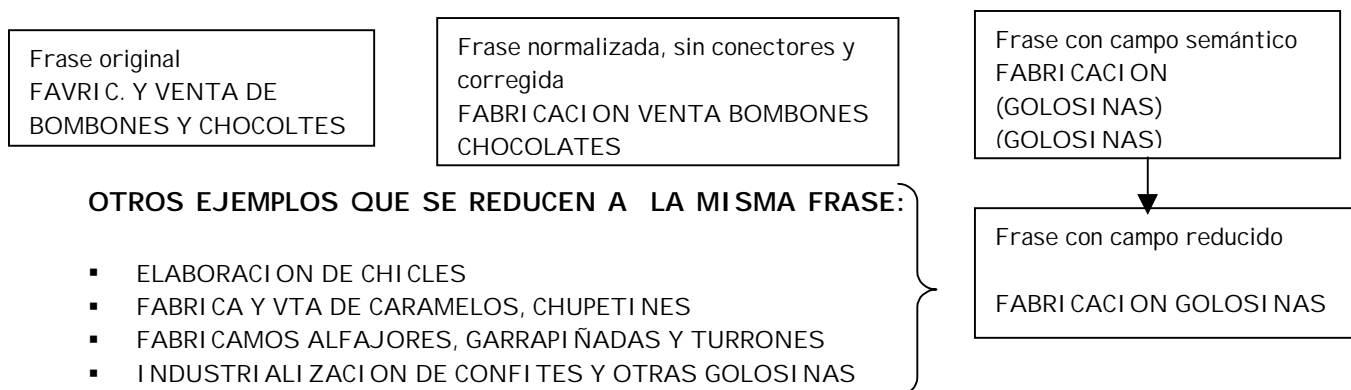 Frase original
FAVRIC. Y VENTA DE
BOMBONES Y CHOCOLTES
Frase normalizada, sin conectores y
corregida
FABRICACION VENTA BOMBONES
CHOCOLATES
Frase con campo semántico
FABRICACION
(GOLOSINAS)
(GOLOSINAS)
OTROS EJEMPLOS QUE SE REDUCEN A LA MISMA FRASE:
▪ ELABORACION DE CHICLES
▪ FABRICA Y VTA DE CARAMELOS, CHUPETINES
▪ FABRICAMOS ALFAJORES, GARRAPIÑADAS Y TURRONES
▪ INDUSTRIALIZACION DE CONFITES Y OTRAS GOLOSINAS
Frase con campo reducido
FABRICACION GOLOSINAS